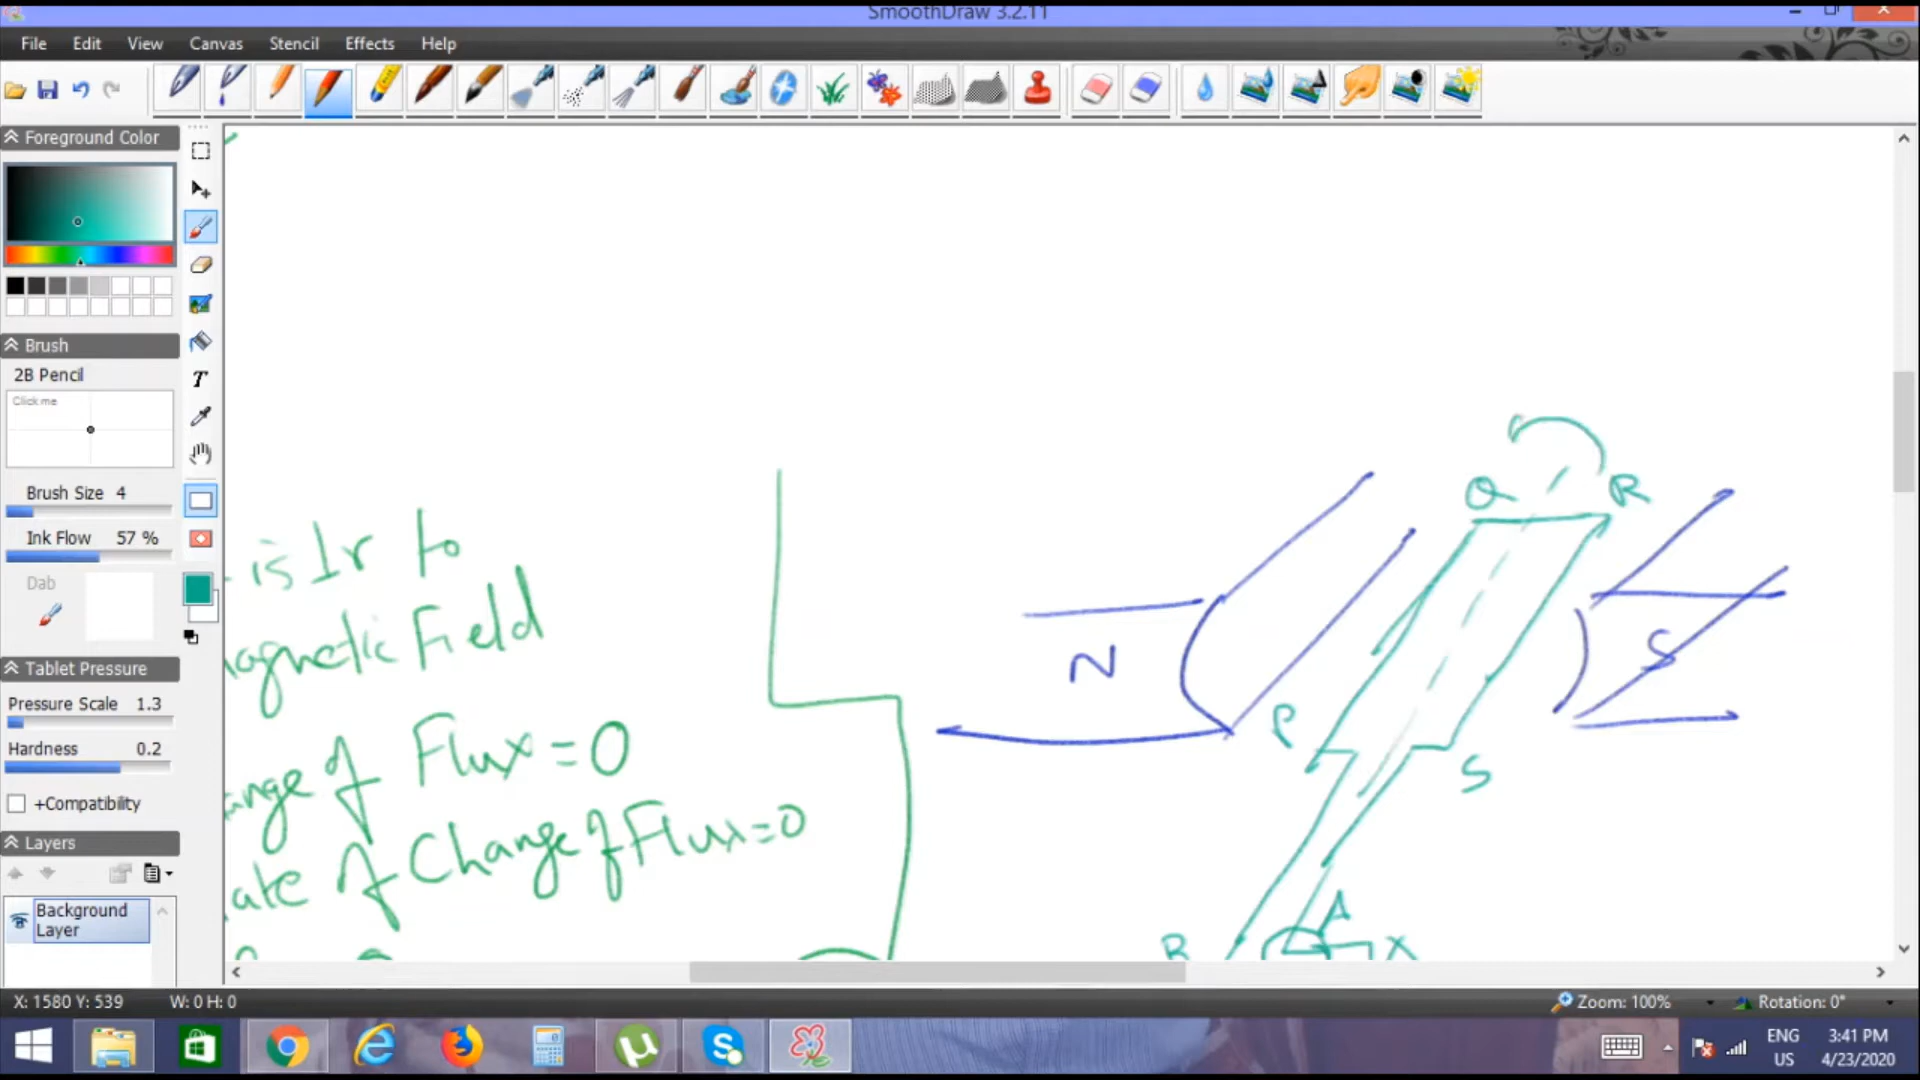 SmoothDraw 3.2.11
File Edit View Canvas Stencil Effects Help
Foreground Color
Brush
2B Pencil
Click me
Brush Size 4
Ink Flow 57 %
Dab
Tablet Pressure
Pressure Scale 1.3
Hardness 0.2
+Compatibility
Layers
Background
Layer
is ⊥r to
agnetic Field
ange of Flux = 0
ate of Change of Flux = 0
Q R
N S
P S
A
B X
X: 1580 Y: 539 W: 0 H: 0 Zoom: 100% Rotation: 0°
ENG 3:41 PM
US 4/23/2020